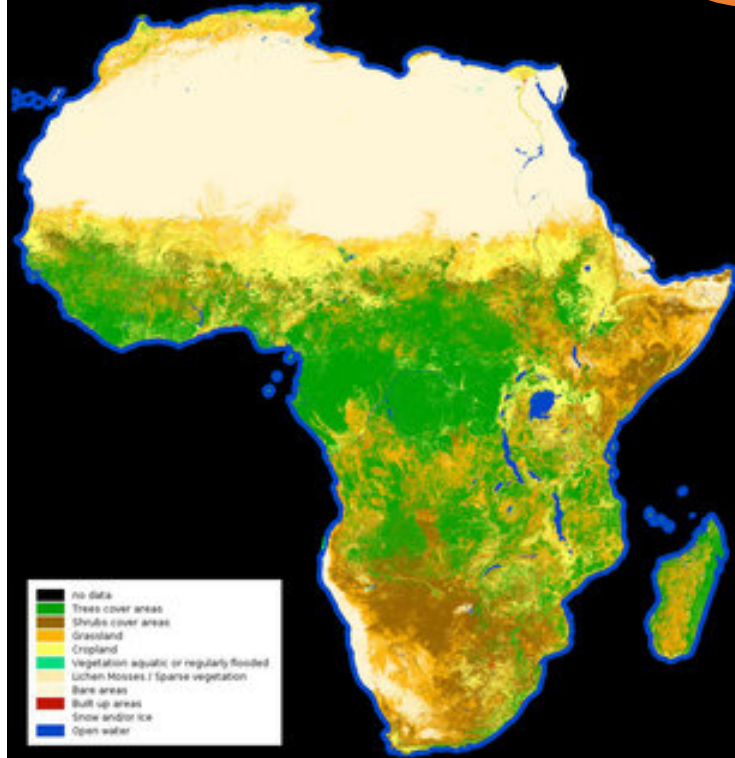 no data
Trees cover areas
Shrubs cover areas
Grassland
Cropland
Vegetation aquatic or regularly flooded
Lichen Mosses / Sparse vegetation
Bare areas
Built up areas
Snow and/or ice
Open water